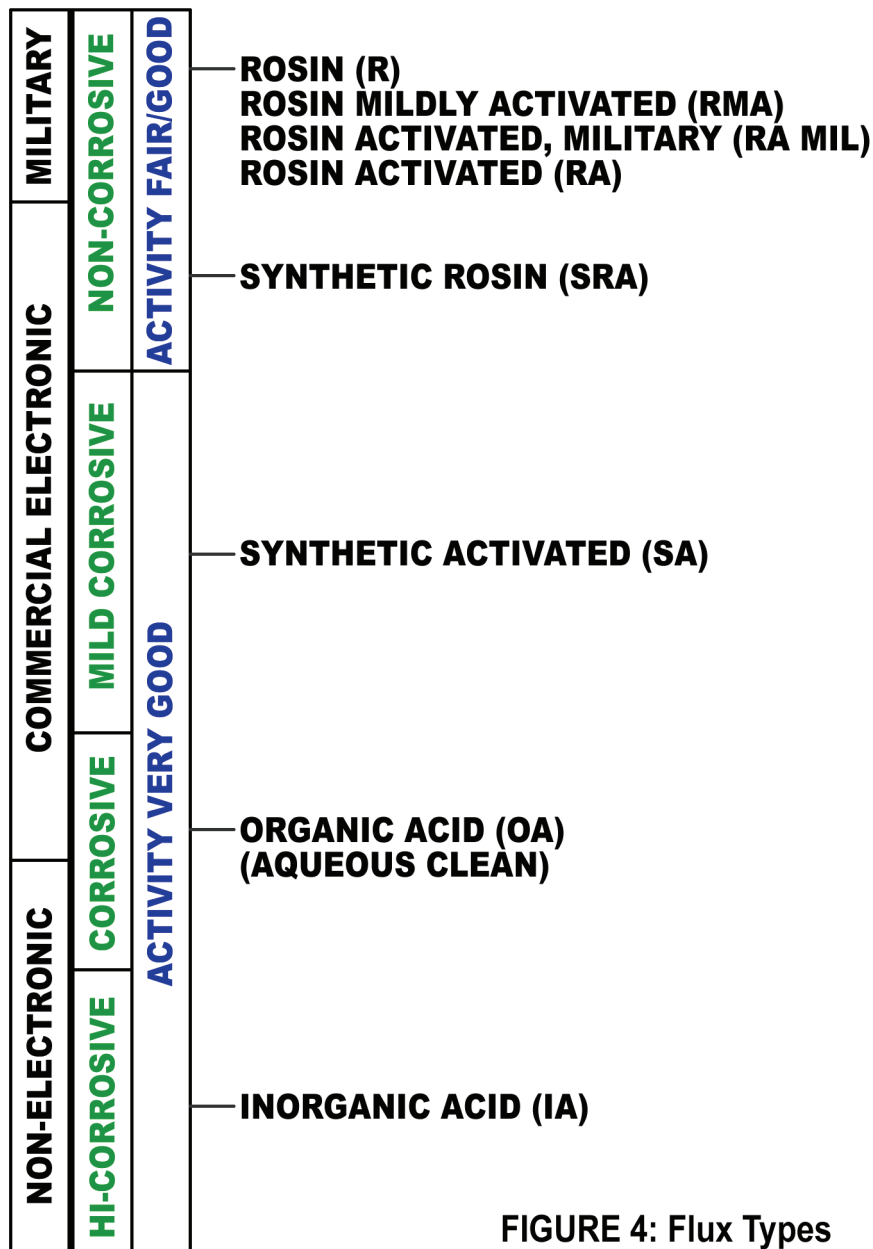 MILITARY
COMMERCIAL ELECTRONIC
NON-ELECTRONIC
NON-CORROSIVE
MILD CORROSIVE
CORROSIVE
HI-CORROSIVE
ACTIVITY FAIR/GOOD
ACTIVITY VERY GOOD
ROSIN (R)
ROSIN MILDLY ACTIVATED (RMA)
ROSIN ACTIVATED, MILITARY (RA MIL)
ROSIN ACTIVATED (RA)
SYNTHETIC ROSIN (SRA)
SYNTHETIC ACTIVATED (SA)
ORGANIC ACID (OA)
(AQUEOUS CLEAN)
INORGANIC ACID (IA)
FIGURE 4: Flux Types